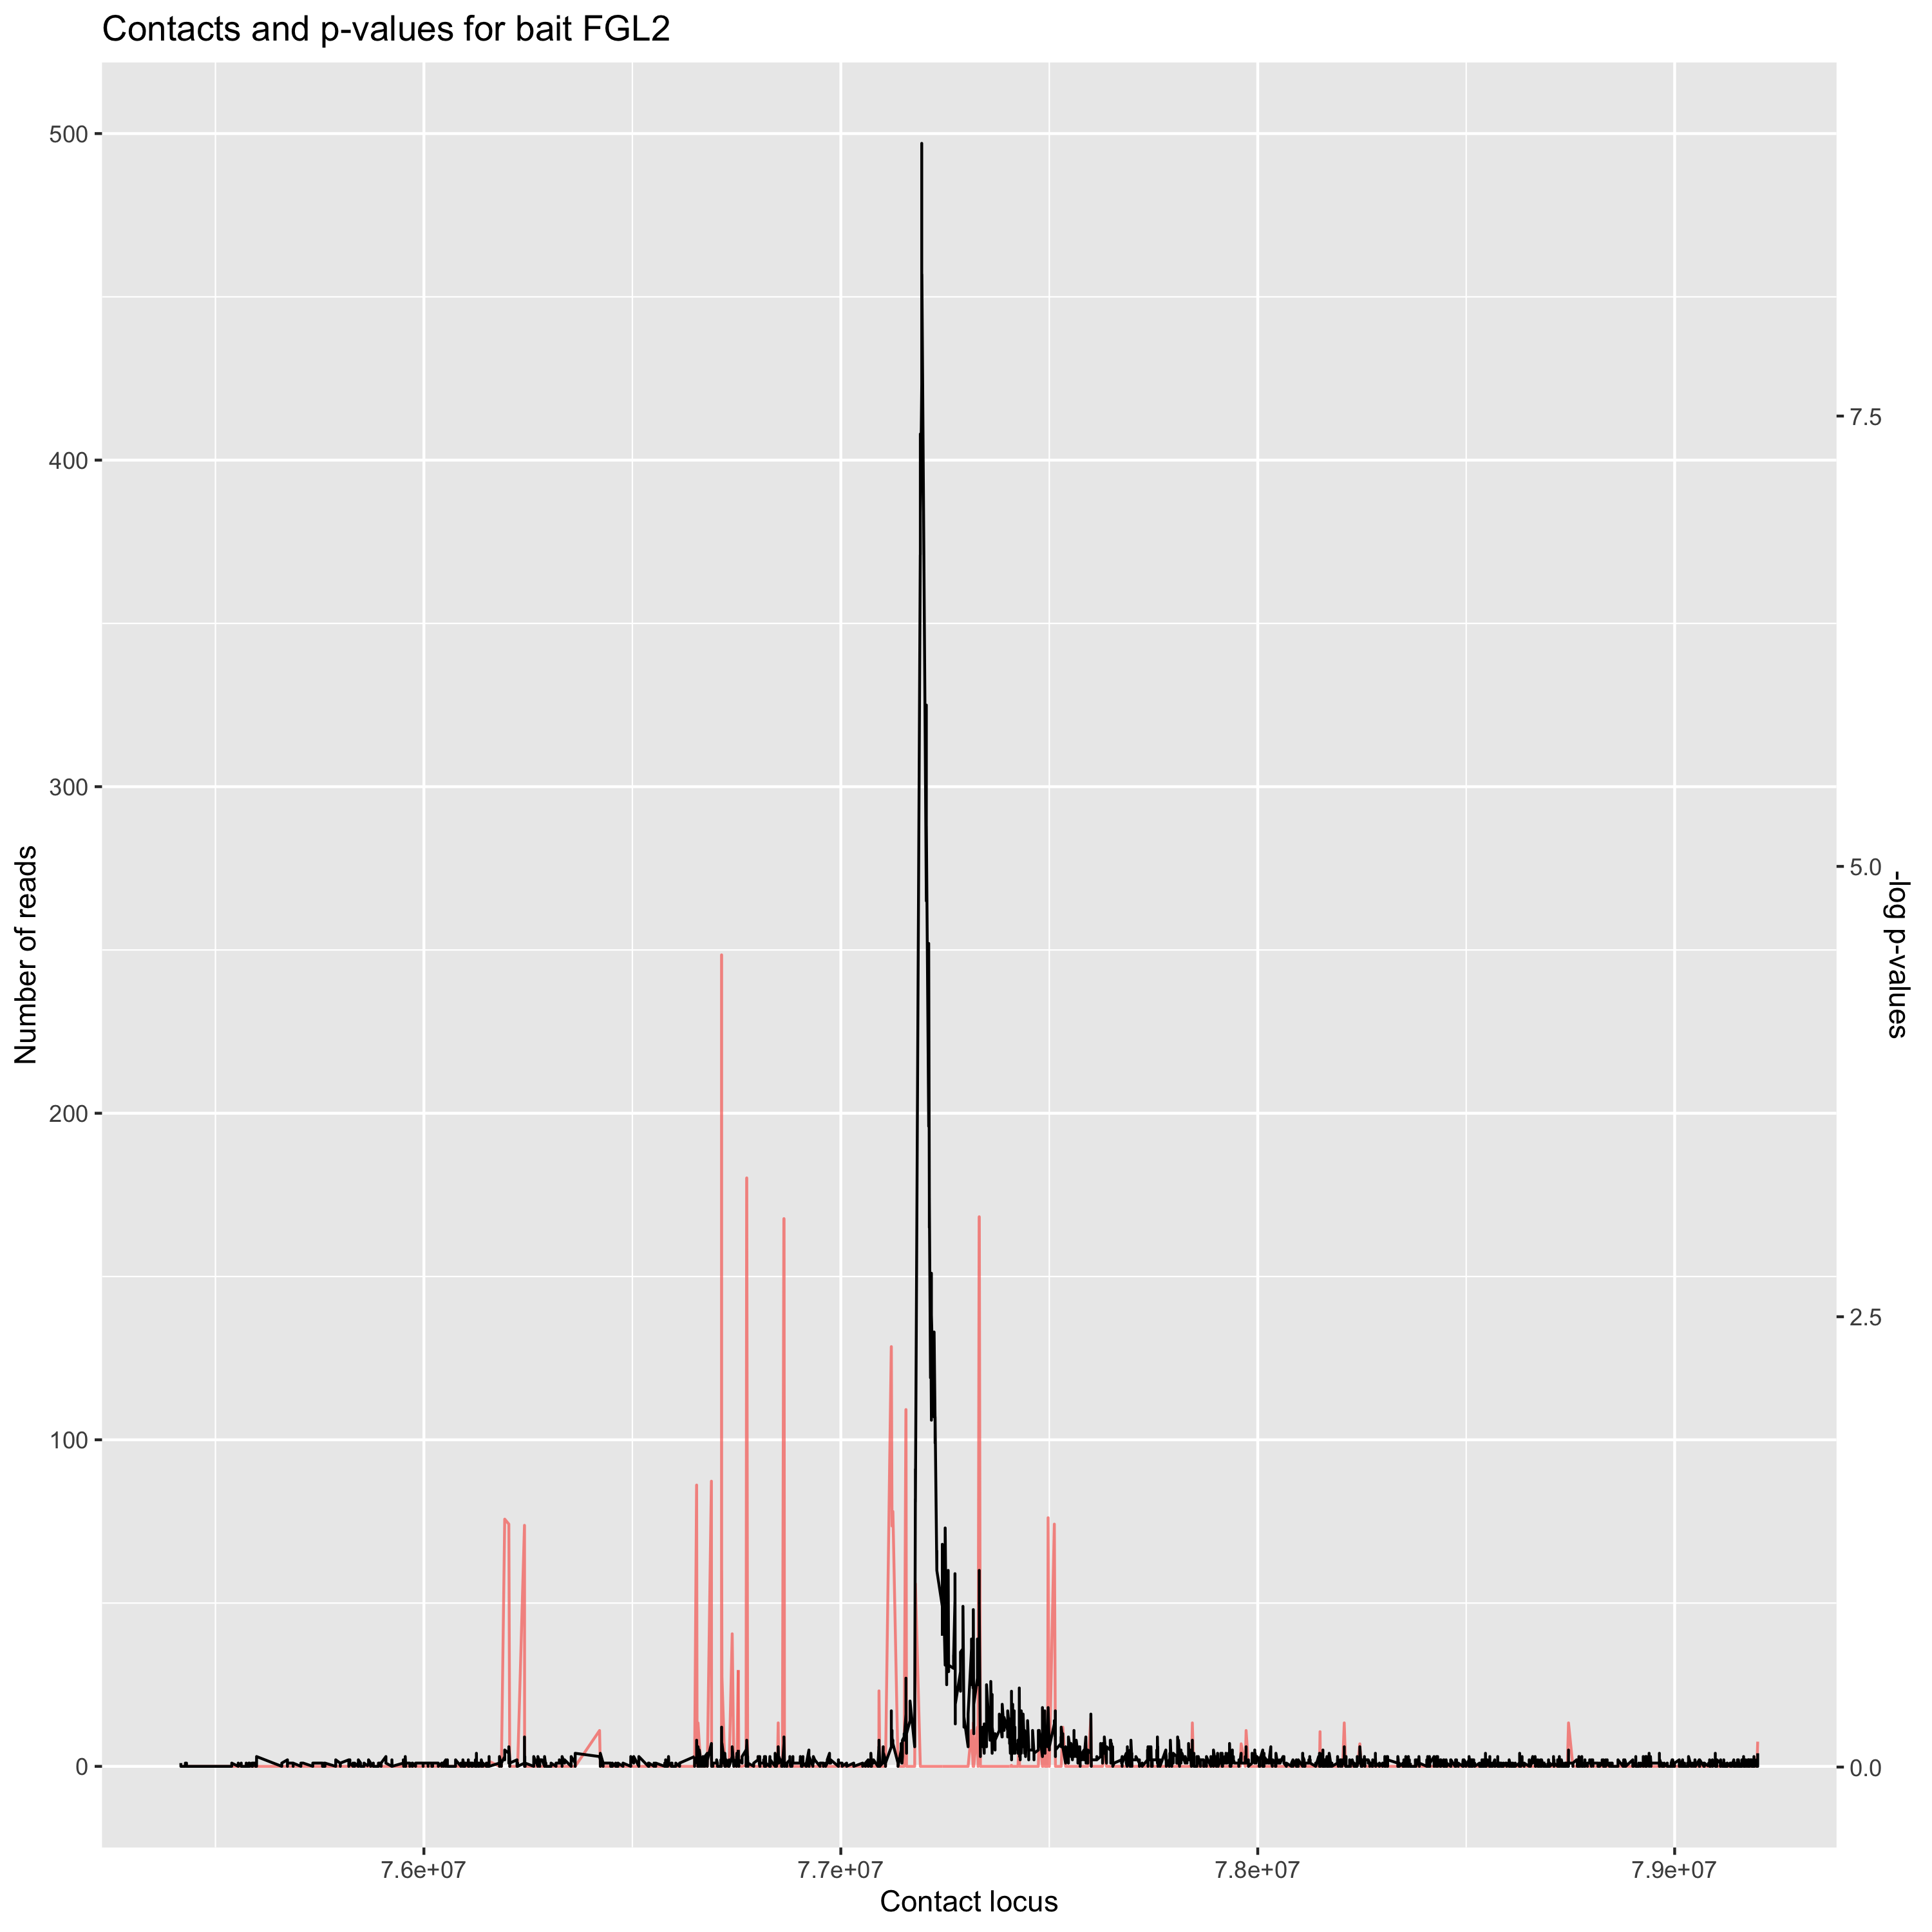 Contacts and p-values for bait FGL2
500
400
300
200
100
0
Number of reads
7.5
5.0
2.5
0.0
-log p-values
7.6e+07
7.7e+07
7.8e+07
7.9e+07
Contact locus